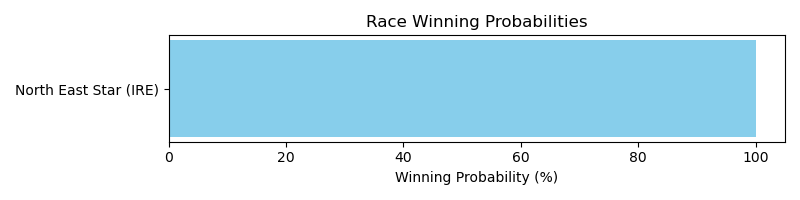 Race Winning Probabilities
North East Star (IRE)
0 20 40 60 80 100
Winning Probability (%)